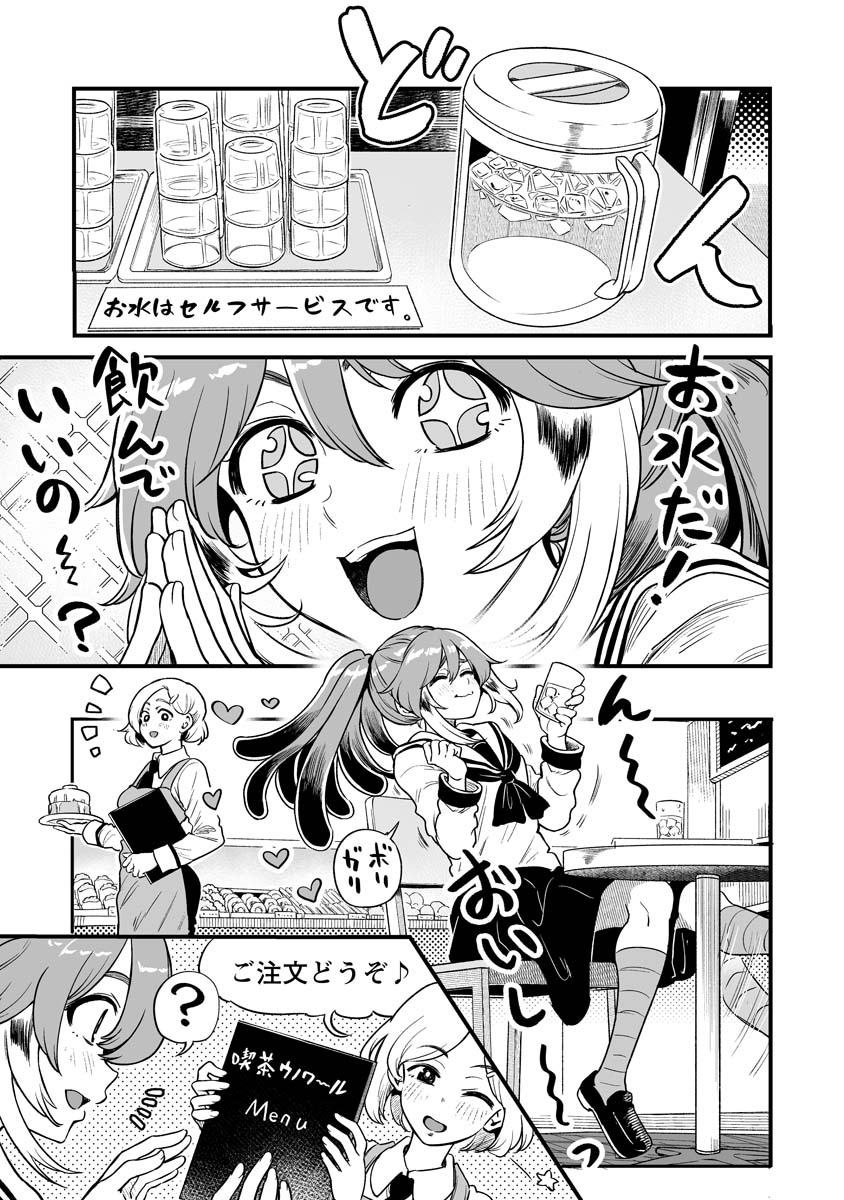 どん
お水はセルフサービスです。
お水だ！
飲んで
いいの〜？
ん〜〜
おいし〜〜っ
ボリ
ガリ
ご注文どうぞ♪
？
喫茶ウノワール
Menu